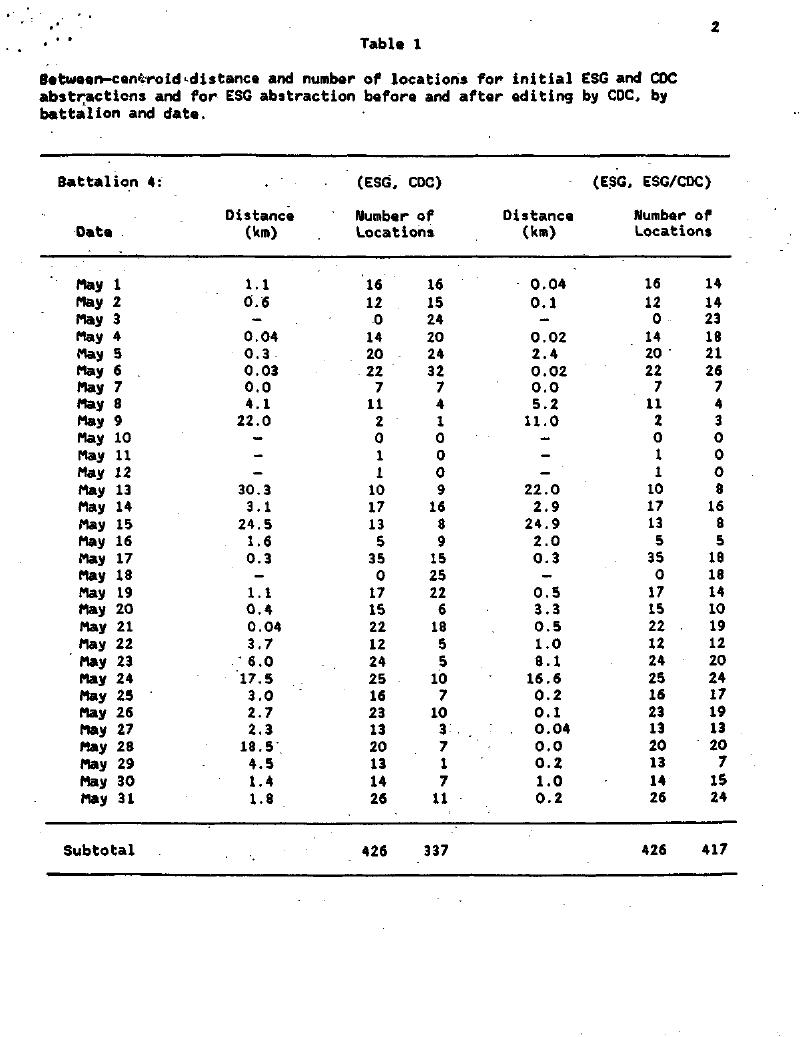 2
Table 1
Between-centroid distance and number of locations for initial ESG and CDC
abstractions and for ESG abstraction before and after editing by CDC, by
battalion and date.
Battalion 4: (ESG, CDC) (ESG, ESG/CDC)
Distance Number of Distance Number of
Date (km) Locations (km) Locations
May 1 1.1 16 16 0.04 16 14
May 2 0.6 12 15 0.1 12 14
May 3 — 0 24 — 0 23
May 4 0.04 14 20 0.02 14 18
May 5 0.3 20 24 2.4 20 21
May 6 0.03 22 32 0.02 22 26
May 7 0.0 7 7 0.0 7 7
May 8 4.1 11 4 5.2 11 4
May 9 22.0 2 1 11.0 2 3
May 10 — 0 0 — 0 0
May 11 — 1 0 — 1 0
May 12 — 1 0 — 1 0
May 13 30.3 10 9 22.0 10 8
May 14 3.1 17 16 2.9 17 16
May 15 24.5 13 8 24.9 13 8
May 16 1.6 5 9 2.0 5 5
May 17 0.3 35 15 0.3 35 18
May 18 — 0 25 — 0 18
May 19 1.1 17 22 0.5 17 14
May 20 0.4 15 6 3.3 15 10
May 21 0.04 22 18 0.5 22 19
May 22 3.7 12 5 1.0 12 12
May 23 6.0 24 5 8.1 24 20
May 24 17.5 25 10 16.6 25 24
May 25 3.0 16 7 0.2 16 17
May 26 2.7 23 10 0.1 23 19
May 27 2.3 13 3 0.04 13 13
May 28 18.5 20 7 0.0 20 20
May 29 4.5 13 1 0.2 13 7
May 30 1.4 14 7 1.0 14 15
May 31 1.8 26 11 0.2 26 24
Subtotal 426 337 426 417